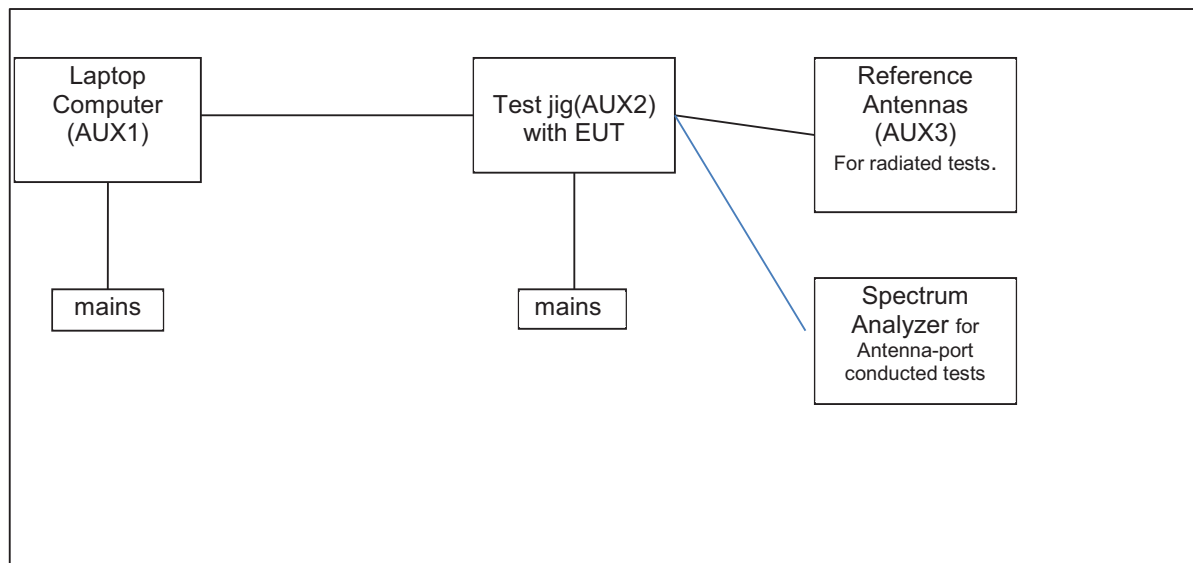 Laptop
Computer
(AUX1)
Test jig(AUX2)
with EUT
Reference
Antennas
(AUX3)
For radiated tests.
mains
mains
Spectrum
Analyzer for
Antenna-port
conducted tests